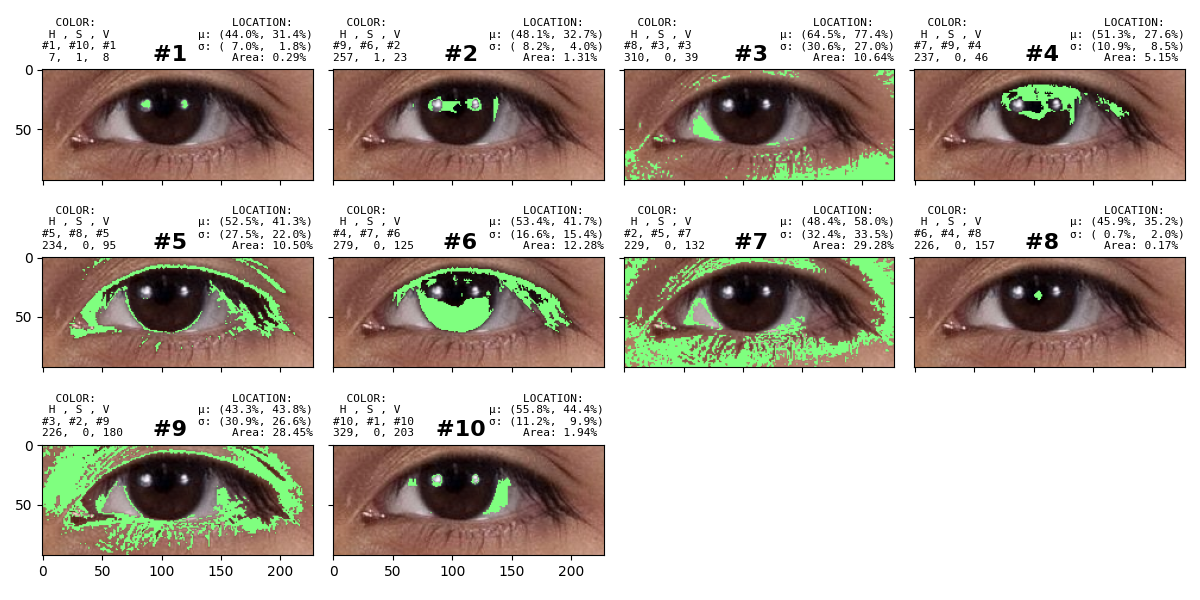 COLOR: LOCATION:
H , S , V μ: (44.0%, 31.4%)
#1, #10, #1 #1 σ: ( 7.0%, 1.8%)
7, 1, 8 Area: 0.29%
COLOR: LOCATION:
H , S , V μ: (48.1%, 32.7%)
#9, #6, #2 #2 σ: ( 8.2%, 4.0%)
257, 1, 23 Area: 1.31%
COLOR: LOCATION:
H , S , V μ: (64.5%, 77.4%)
#8, #3, #3 #3 σ: (30.6%, 27.0%)
310, 0, 39 Area: 10.64%
COLOR: LOCATION:
H , S , V μ: (51.3%, 27.6%)
#7, #9, #4 #4 σ: (10.9%, 8.5%)
237, 0, 46 Area: 5.15%
0
50
COLOR: LOCATION:
H , S , V μ: (52.5%, 41.3%)
#5, #8, #5 #5 σ: (27.5%, 22.0%)
234, 0, 95 Area: 10.50%
COLOR: LOCATION:
H , S , V μ: (53.4%, 41.7%)
#4, #7, #6 #6 σ: (16.6%, 15.4%)
279, 0, 125 Area: 12.28%
COLOR: LOCATION:
H , S , V μ: (48.4%, 58.0%)
#2, #5, #7 #7 σ: (32.4%, 33.5%)
229, 0, 132 Area: 29.28%
COLOR: LOCATION:
H , S , V μ: (45.9%, 35.2%)
#6, #4, #8 #8 σ: ( 0.7%, 2.0%)
226, 0, 157 Area: 0.17%
0
50
COLOR: LOCATION:
H , S , V μ: (43.3%, 43.8%)
#3, #2, #9 #9 σ: (30.9%, 26.6%)
226, 0, 180 Area: 28.45%
COLOR: LOCATION:
H , S , V μ: (55.8%, 44.4%)
#10, #1, #10 #10 σ: (11.2%, 9.9%)
329, 0, 203 Area: 1.94%
0
50
0 50 100 150 200
0 50 100 150 200